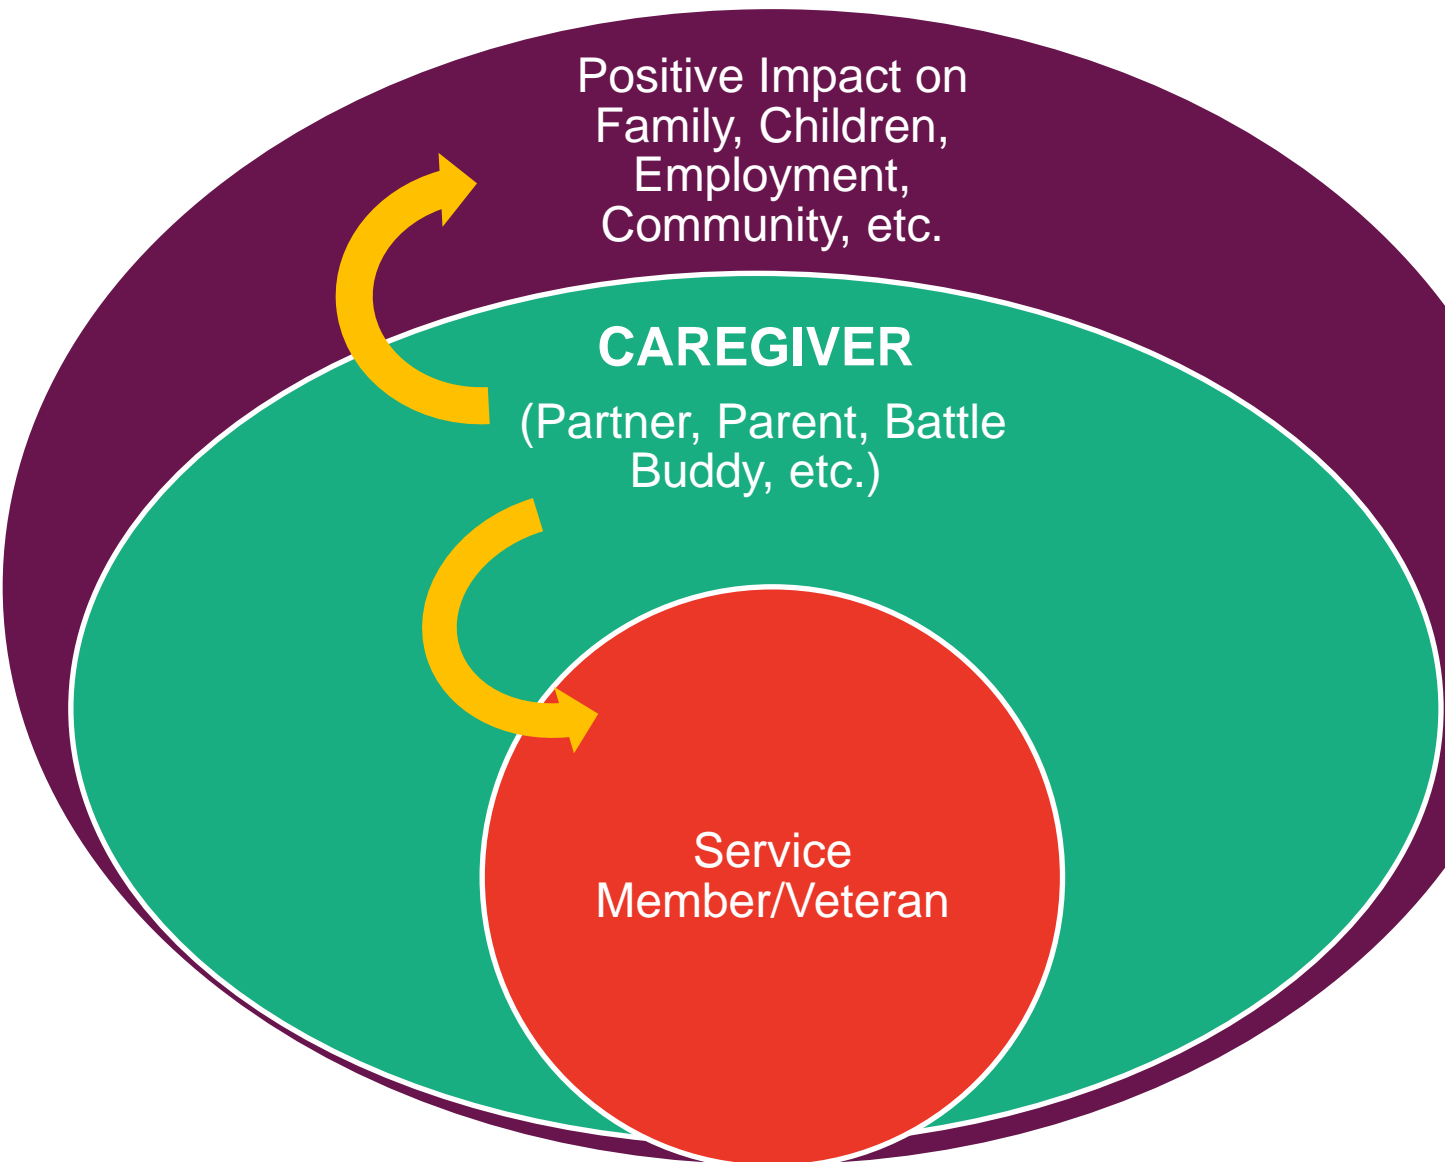 Positive Impact on
Family, Children,
Employment,
Community, etc.
CAREGIVER
(Partner, Parent, Battle
Buddy, etc.)
Service
Member/Veteran